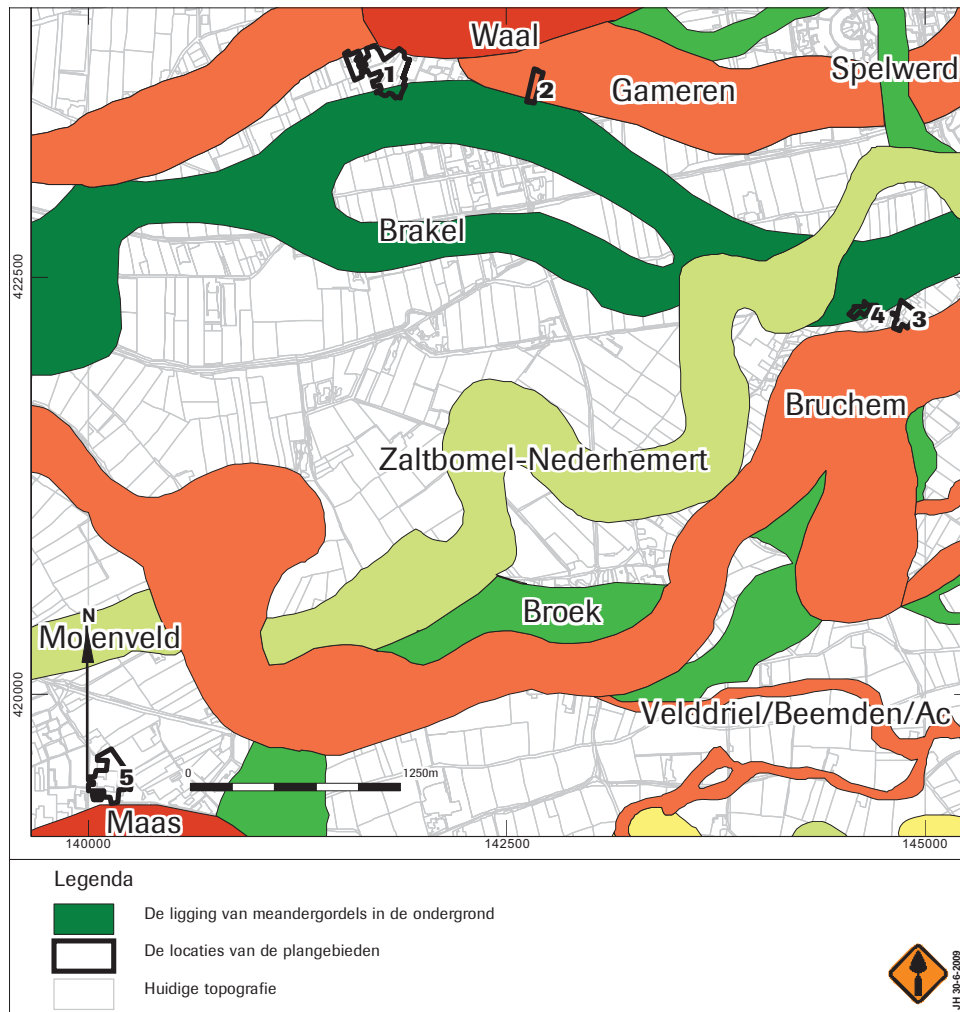 Waal
1
2
Spelwerd
Gameren
Brakel
422500
4
3
Bruchem
Zaltbomel-Nederhemert
Broek
N
Molenveld
420000
Velddriel/Beemden/Ac
5
0
1250m
Maas
140000
142500
145000
Legenda
De ligging van meandergordels in de ondergrond
De locaties van de plangebieden
Huidige topografie
JH 30-6-2009